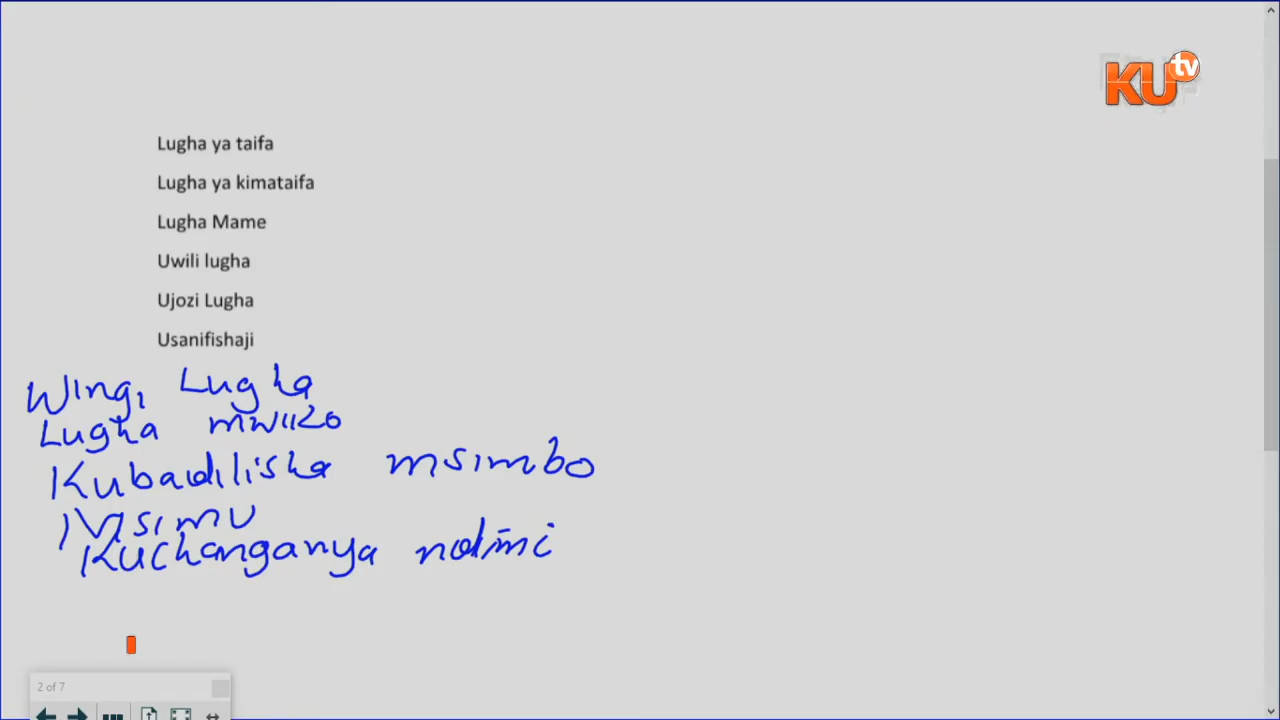 KU tv
Lugha ya taifa
Lugha ya kimataifa
Lugha Mame
Uwili lugha
Ujozi Lugha
Usanifishaji
Wingi Lugha
Lugha mwiizo
Kubadilisha msimbo
Misimu
Kuchanganya ndimi
2 of 7